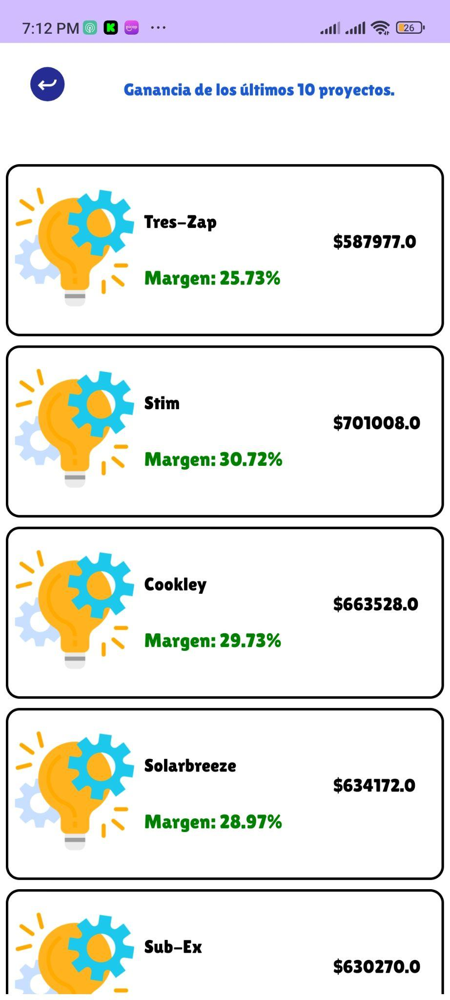 7:12 PM
picap
26
Ganancia de los últimos 10 proyectos.
Tres-Zap
$587977.0
Margen: 25.73%
Stim
$701008.0
Margen: 30.72%
Cookley
$663528.0
Margen: 29.73%
Solarbreeze
$634172.0
Margen: 28.97%
Sub-Ex
$630270.0